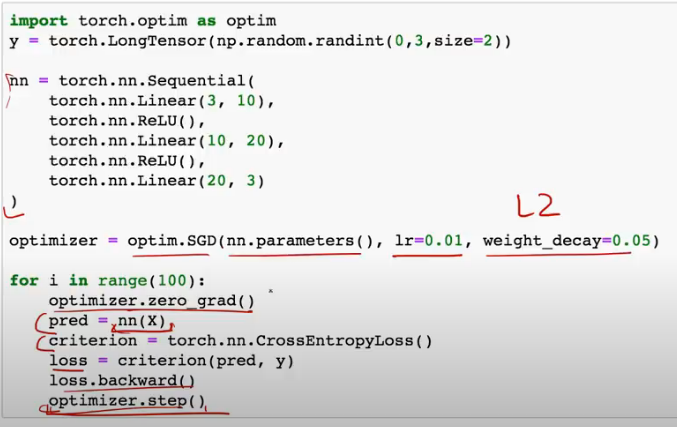 import torch.optim as optim
y = torch.LongTensor(np.random.randint(0,3,size=2))
nn = torch.nn.Sequential(
    torch.nn.Linear(3, 10),
    torch.nn.ReLU(),
    torch.nn.Linear(10, 20),
    torch.nn.ReLU(),
    torch.nn.Linear(20, 3)
)
L2
optimizer = optim.SGD(nn.parameters(), lr=0.01, weight_decay=0.05)
for i in range(100):
    optimizer.zero_grad()
    pred = nn(X)
    criterion = torch.nn.CrossEntropyLoss()
    loss = criterion(pred, y)
    loss.backward()
    optimizer.step()